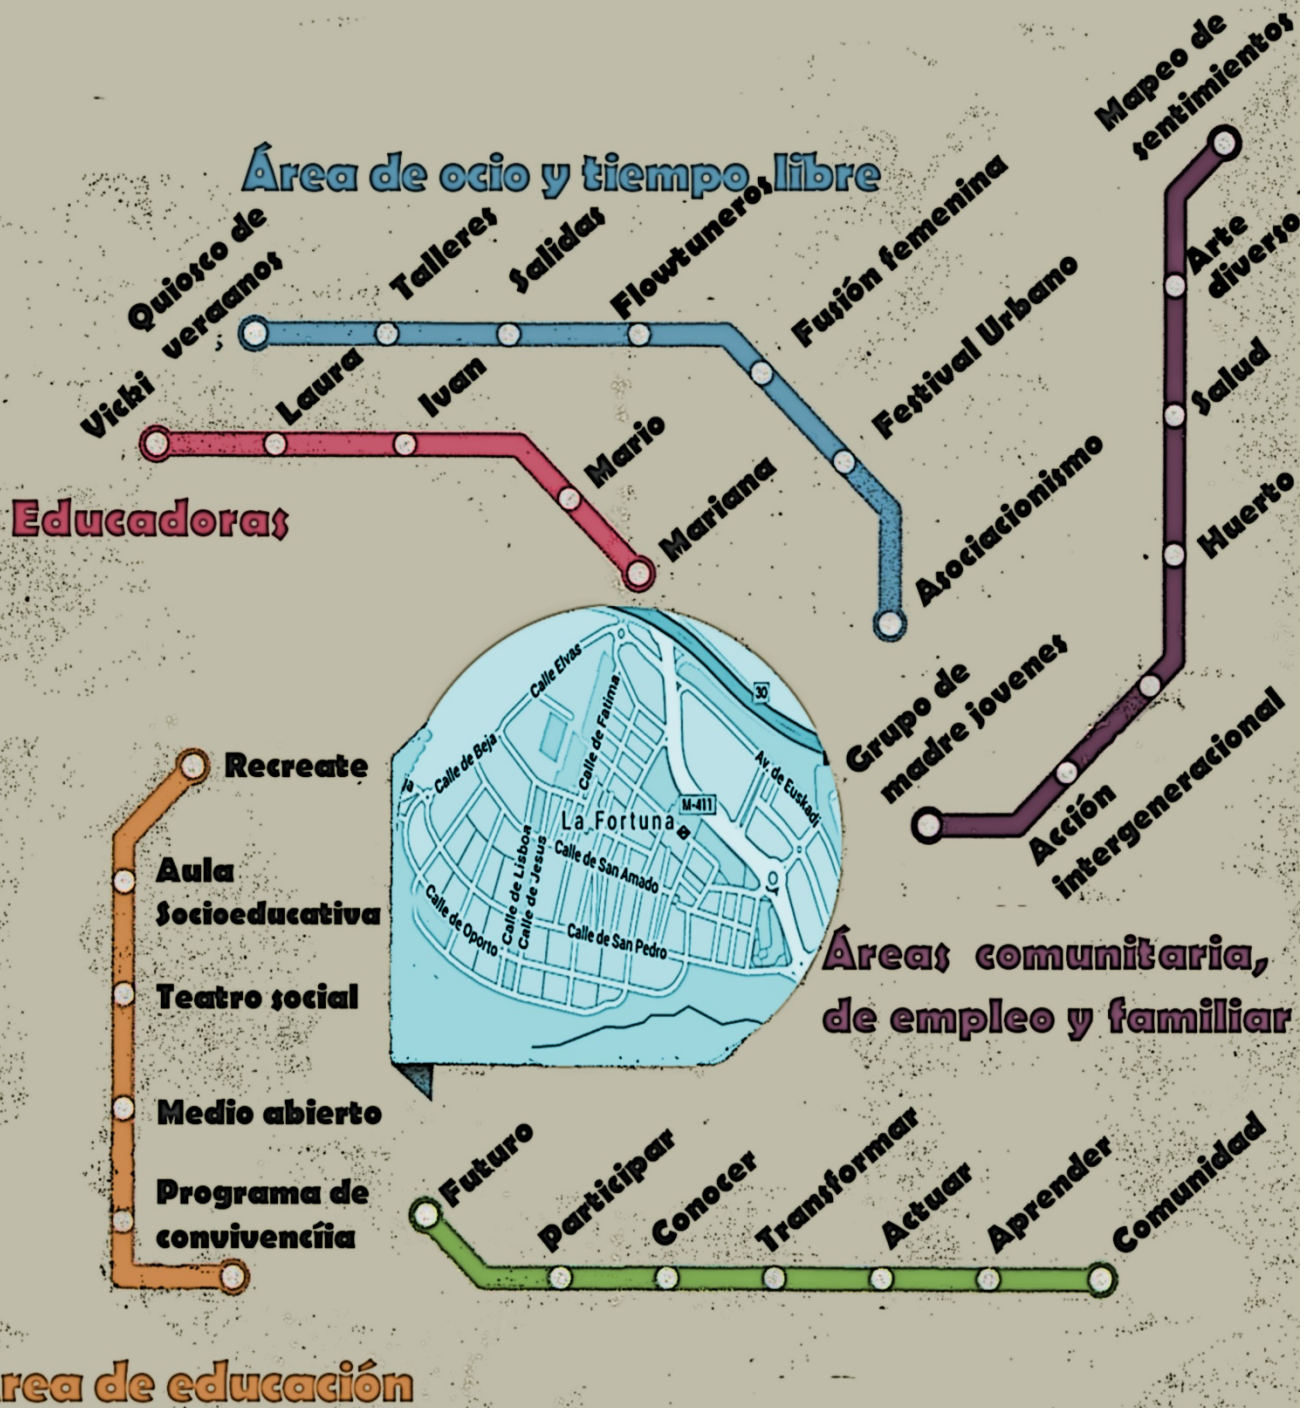 Mapeo de
sentimientos
Área de ocio y tiempo libre
Quiosco de
veraanos
Talleres
Salidas
Flowtuneros
Fusión femenina
Festival Urbano
Asociacionismo
Arte
diverso
Salud
Huerto
Grupo de
madre jovenes
Acción
intergeneracional
Áreas comunitaria,
de empleo y familiar
Vicki
Laura
Ivan
Mario
Mariana
Educadoras
Calle Elvas
30
Calle de Fatima
Calle de Beja
ja
Av. de Euskadi
M-411
La Fortuna
Calle de Lisboa
Calle de Jesus
Calle de San Amado
Calle de Oporto
Calle de San Pedro
Recreate
Aula
Socioeducativa
Teatro social
Medio abierto
Programa de
convivencíia
rea de educación
Futuro
Participar
Conocer
Transformar
Actuar
Aprender
Comunidad